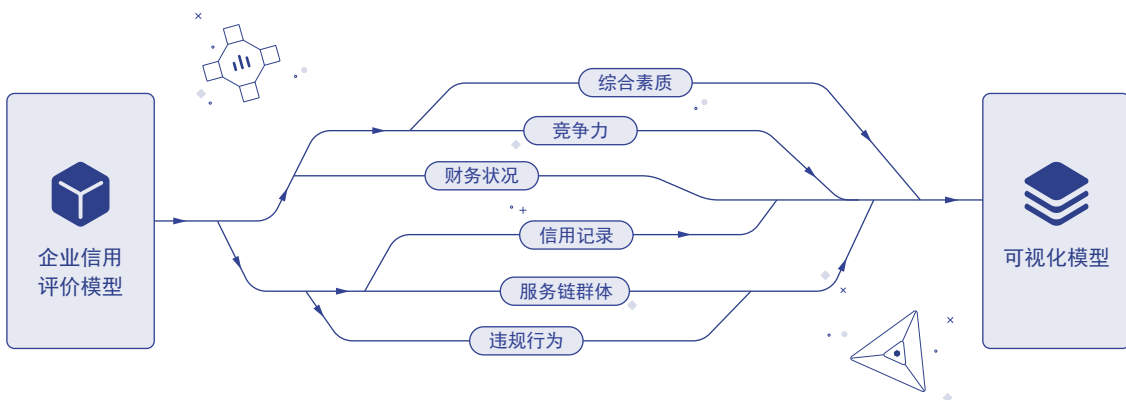 企业信用
评价模型
综合素质
竞争力
财务状况
信用记录
服务链群体
违规行为
可视化模型